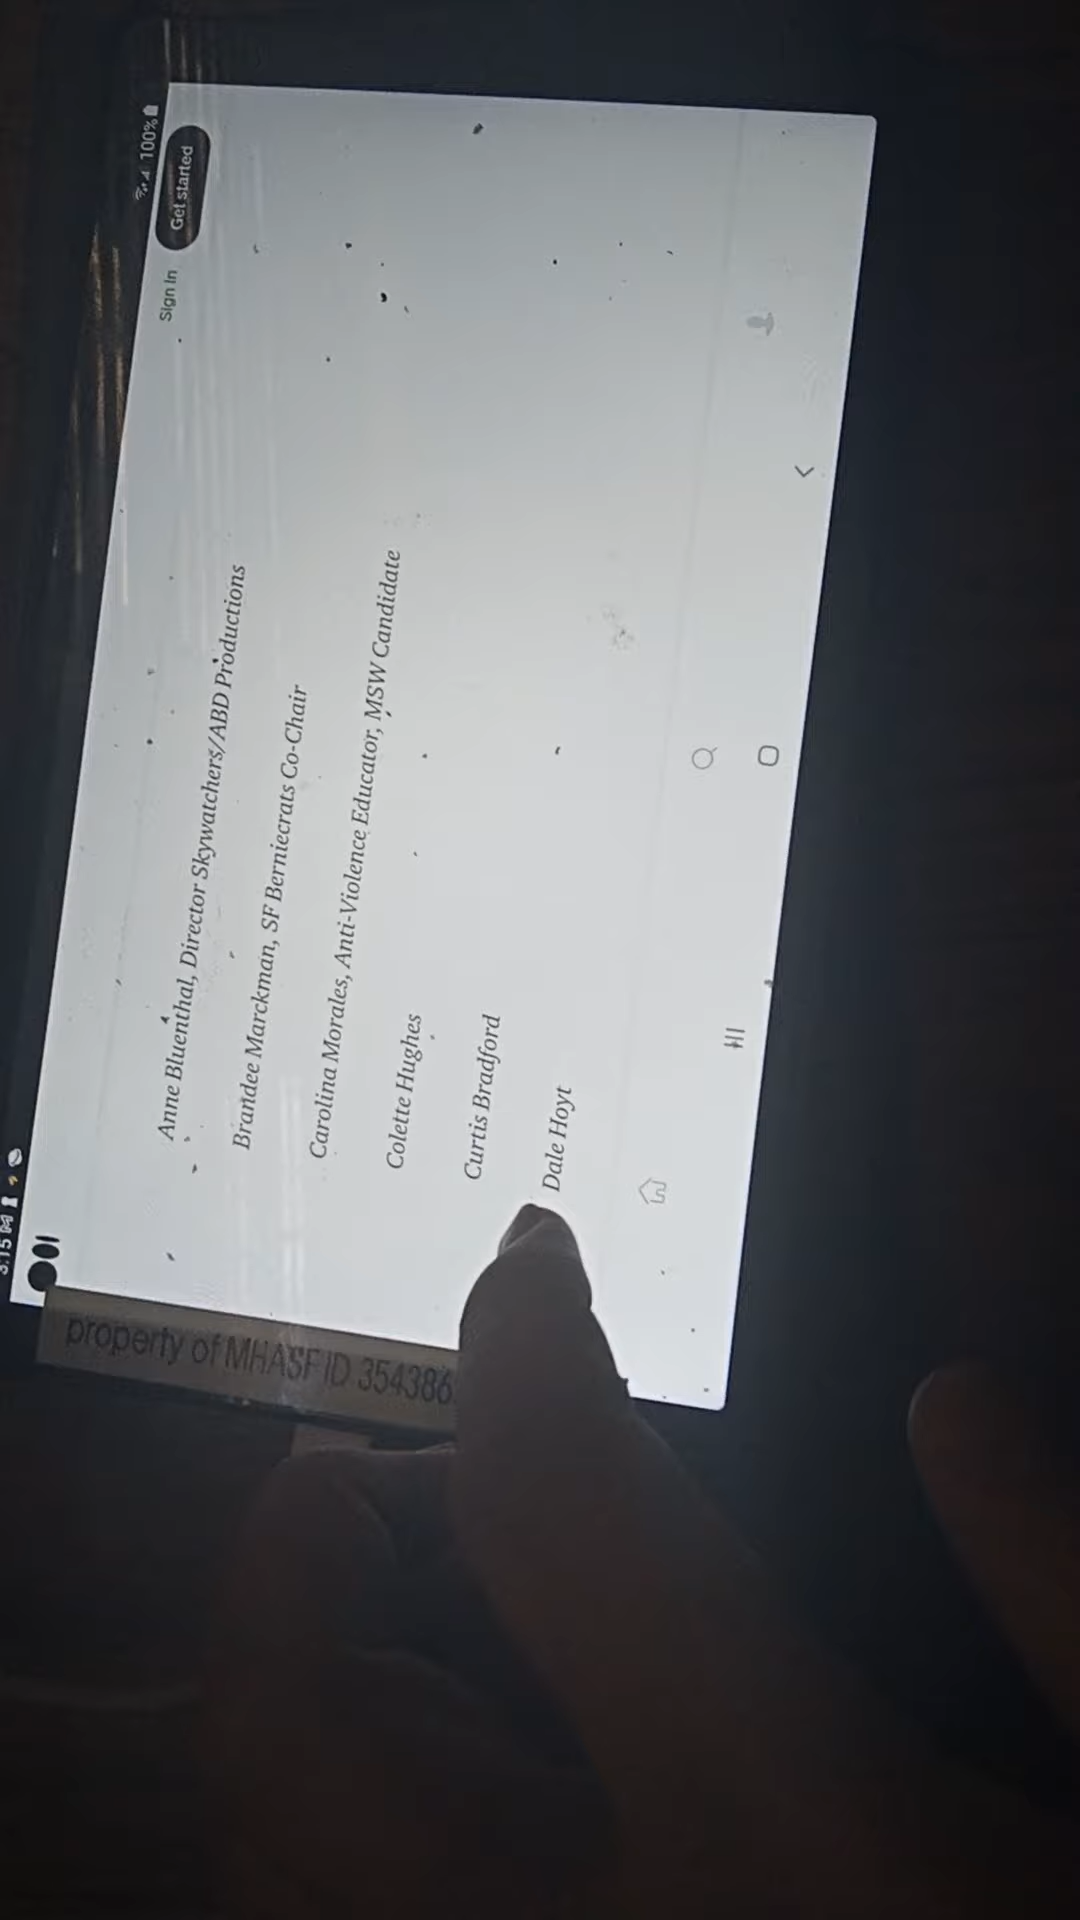 3:15
100%
Sign In
Get started
Anne Bluenthal, Director Skywatchers/ABD Productions
Brandee Marckman, SF Berniecrats Co-Chair
Carolina Morales, Anti-Violence Educator, MSW Candidate
Colette Hughes
Curtis Bradford
Dale Hoyt
property of MHASF ID 354386